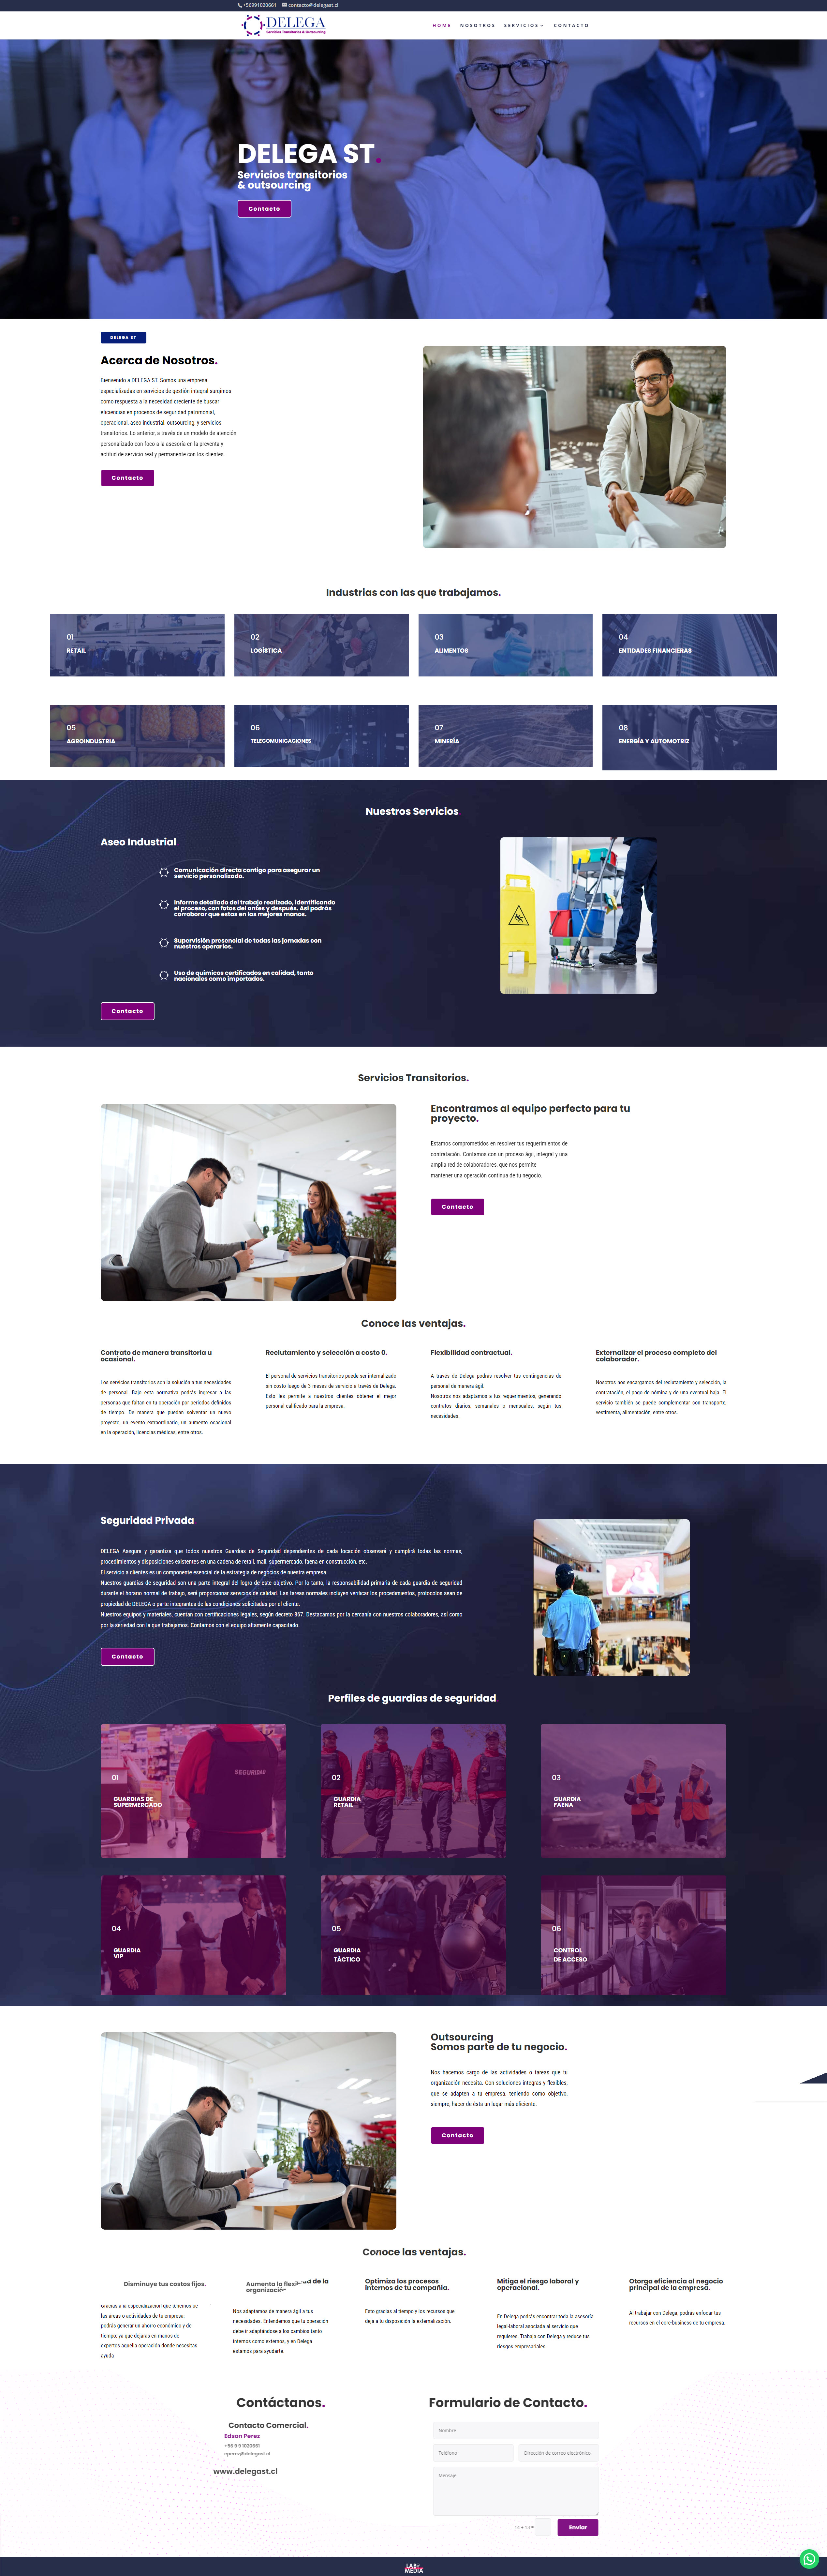 +56991020661 contacto@delegast.cl
DELEGA
Servicios Transitorios & Outsourcing
HOME NOSOTROS SERVICIOS CONTACTO
DELEGA ST.
Servicios transitorios
& outsourcing
Contacto
DELEGA ST
Acerca de Nosotros.
Bienvenido a DELEGA ST. Somos una empresa
especializadas en servicios de gestión integral surgimos
como respuesta a la necesidad creciente de buscar
eficiencias en procesos de seguridad patrimonial,
operacional, aseo industrial, outsourcing, y servicios
transitorios. Lo anterior, a través de un modelo de atención
personalizado con foco a la asesoría en la preventa y
actitud de servicio real y permanente con los clientes.
Contacto
Industrias con las que trabajamos.
01
RETAIL
02
LOGÍSTICA
03
ALIMENTOS
04
ENTIDADES FINANCIERAS
05
AGROINDUSTRIA
06
TELECOMUNICACIONES
07
MINERÍA
08
ENERGÍA Y AUTOMOTRIZ
Nuestros Servicios
Aseo Industrial
Comunicación directa contigo para asegurar un
servicio personalizado.
Informe detallado del trabajo realizado, identificando
el proceso, con fotos del antes y después. Así podrás
corroborar que estas en las mejores manos.
Supervisión presencial de todas las jornadas con
nuestros operarios.
Uso de químicos certificados en calidad, tanto
nacionales como importados.
Contacto
Servicios Transitorios.
Encontramos al equipo perfecto para tu
proyecto.
Estamos comprometidos en resolver tus requerimientos de
contratación. Contamos con un proceso ágil, integral y una
amplia red de colaboradores, que nos permite
mantener una operación continua de tu negocio.
Contacto
Conoce las ventajas.
Contrato de manera transitoria u
ocasional.
Los servicios transitorios son la solución a tus necesidades
de personal. Bajo esta normativa podrás ingresar a las
personas que faltan en tu operación por periodos definidos
de tiempo. De manera que puedan solventar un nuevo
proyecto, un evento extraordinario, un aumento ocasional
en la operación, licencias médicas, entre otros.
Reclutamiento y selección a costo 0.
El personal de servicios transitorios puede ser internalizado
sin costo luego de 3 meses de servicio a través de Delega.
Esto les permite a nuestros clientes obtener el mejor
personal calificado para la empresa.
Flexibilidad contractual.
A través de Delega podrás resolver tus contingencias de
personal de manera ágil.
Nosotros nos adaptamos a tus requerimientos, generando
contratos diarios, semanales o mensuales, según tus
necesidades.
Externalizar el proceso completo del
colaborador.
Nosotros nos encargamos del reclutamiento y selección, la
contratación, el pago de nómina y de una eventual baja. El
servicio también se puede complementar con transporte,
vestimenta, alimentación, entre otros.
Seguridad Privada
DELEGA Asegura y garantiza que todos nuestros Guardias de Seguridad dependientes de cada locación observará y cumplirá todas las normas,
procedimientos y disposiciones existentes en una cadena de retail, mall, supermercado, faena en construcción, etc.
El servicio a clientes es un componente esencial de la estrategia de negocios de nuestra empresa.
Nuestros guardias de seguridad son una parte integral del logro de este objetivo. Por lo tanto, la responsabilidad primaria de cada guardia de seguridad
durante el horario normal de trabajo, será proporcionar servicios de calidad. Las tareas normales incluyen verificar los procedimientos, protocolos sean de
propiedad de DELEGA o parte integrantes de las condiciones solicitadas por el cliente.
Nuestros equipos y materiales, cuentan con certificaciones legales, según decreto 867. Destacamos por la cercanía con nuestros colaboradores, así como
por la seriedad con la que trabajamos. Contamos con el equipo altamente capacitado.
Contacto
Perfiles de guardias de seguridad
SEGURIDAD
01
GUARDIAS DE
SUPERMERCADO
02
GUARDIA
RETAIL
03
GUARDIA
FAENA
04
GUARDIA
VIP
05
GUARDIA
TÁCTICO
06
CONTROL
DE ACCESO
Outsourcing
Somos parte de tu negocio.
Nos hacemos cargo de las actividades o tareas que tu
organización necesita. Con soluciones integras y flexibles,
que se adapten a tu empresa, teniendo como objetivo,
siempre, hacer de ésta un lugar más eficiente.
Contacto
Conoce las ventajas.
Disminuye tus costos fijos.
Gracias a la especialización que tenemos de
las áreas o actividades de tu empresa;
podrás generar un ahorro económico y de
tiempo; ya que dejaras en manos de
expertos aquella operación donde necesitas
ayuda
Aumenta la flexi ad de la
organización
Nos adaptamos de manera ágil a tus
necesidades. Entendemos que tu operación
debe ir adaptándose a los cambios tanto
internos como externos, y en Delega
estamos para ayudarte.
Optimiza los procesos
internos de tu compañía.
Esto gracias al tiempo y los recursos que
deja a tu disposición la externalización.
Mitiga el riesgo laboral y
operacional.
En Delega podrás encontrar toda la asesoría
legal-laboral asociada al servicio que
requieres. Trabaja con Delega y reduce tus
riesgos empresariales.
Otorga eficiencia al negocio
principal de la empresa.
Al trabajar con Delega, podrás enfocar tus
recursos en el core-business de tu empresa.
Contáctanos.
Contacto Comercial.
Edson Perez
+56 9 9 1020661
eperez@delegast.cl
www.delegast.cl
Formulario de Contacto.
Nombre
Teléfono
Dirección de correo electrónico
Mensaje
14 + 13 =
Enviar
LAB
MEDIA